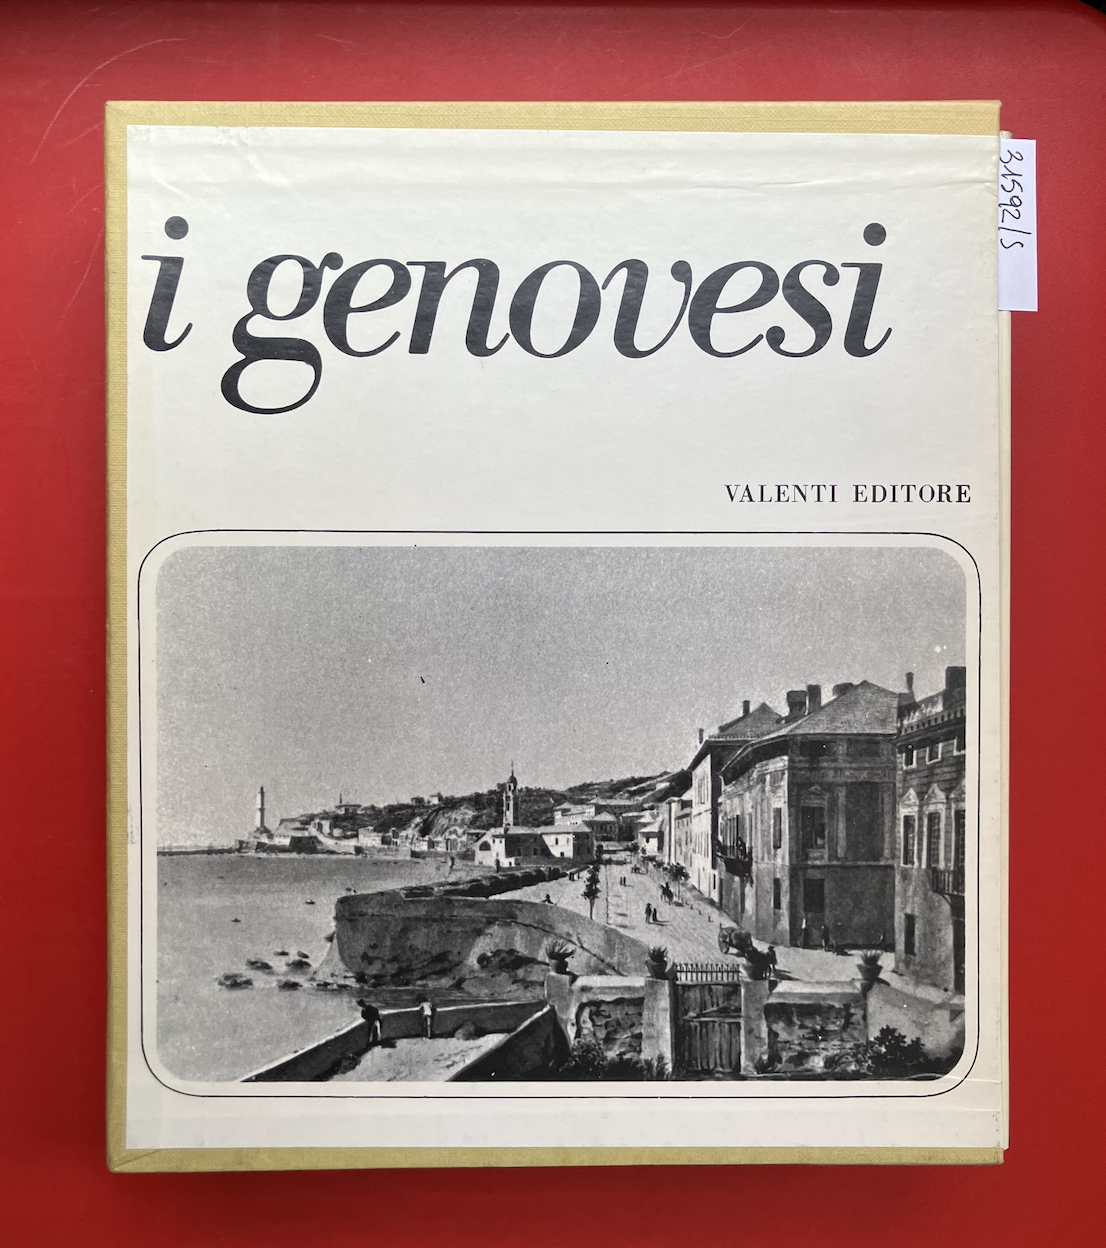 i genovesi
VALENTI EDITORE
31592/S